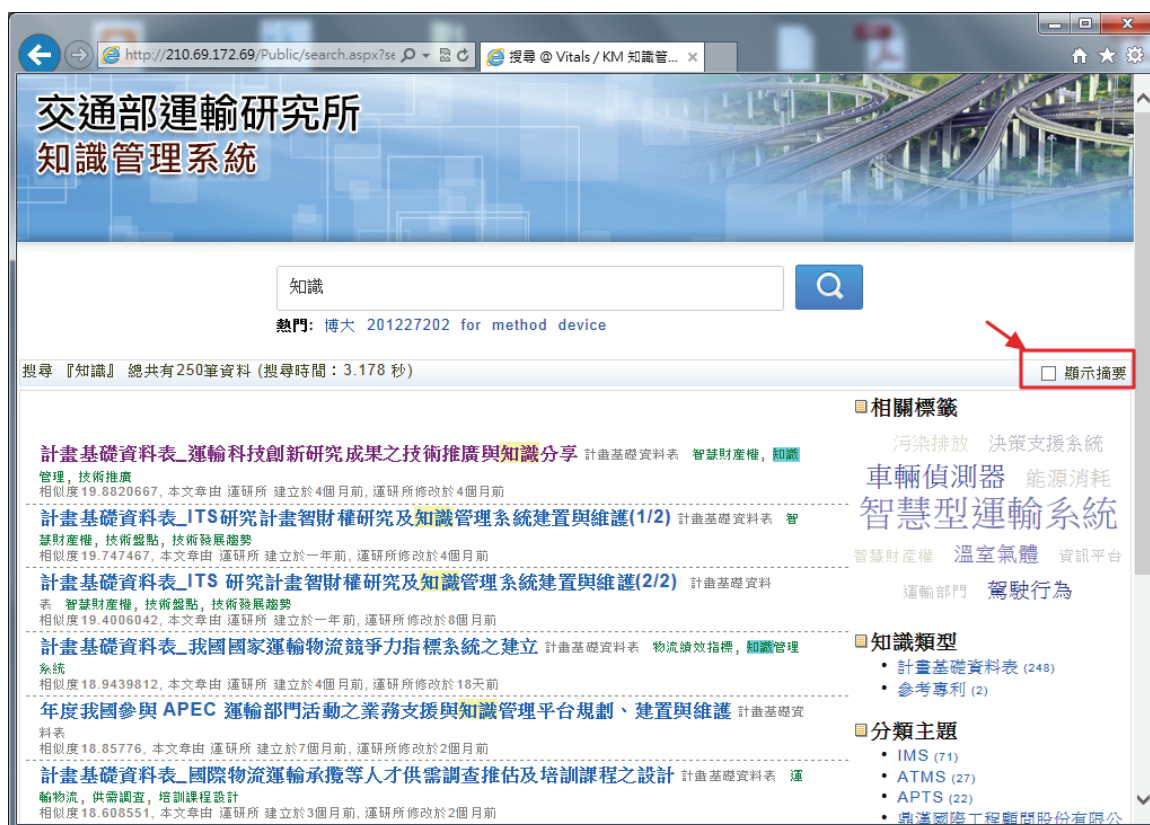 http://210.69.172.69/Public/search.aspx?se
搜尋 @ Vitals / KM 知識管...
交通部運輸研究所
知識管理系統
知識
熱門: 博大 201227202 for method device
搜尋 『知識』 總共有250筆資料 (搜尋時間：3.178 秒)
顯示摘要
計畫基礎資料表_運輸科技創新研究成果之技術推廣與知識分享 計畫基礎資料表 智慧財產權, 知識
管理, 技術推廣
相似度19.8820667, 本文章由 運研所 建立於4個月前, 運研所修改於4個月前
計畫基礎資料表_ITS研究計畫智財權研究及知識管理系統建置與維護(1/2) 計畫基礎資料表 智
慧財產權, 技術盤點, 技術發展趨勢
相似度19.747467, 本文章由 運研所 建立於一年前, 運研所修改於4個月前
計畫基礎資料表_ITS 研究計畫智財權研究及知識管理系統建置與維護(2/2) 計畫基礎資料
表 智慧財產權, 技術盤點, 技術發展趨勢
相似度19.4006042, 本文章由 運研所 建立於一年前, 運研所修改於8個月前
計畫基礎資料表_我國國家運輸物流競爭力指標系統之建立 計畫基礎資料表 物流績效指標, 知識管理
系統
相似度18.9439812, 本文章由 運研所 建立於4個月前, 運研所修改於18天前
年度我國參與 APEC 運輸部門活動之業務支援與知識管理平台規劃、建置與維護 計畫基礎資
料表
相似度18.85776, 本文章由 運研所 建立於7個月前, 運研所修改於2個月前
計畫基礎資料表_國際物流運輸承攬等人才供需調查推估及培訓課程之設計 計畫基礎資料表 運
輸物流, 供需調查, 培訓課程設計
相似度18.608551, 本文章由 運研所 建立於3個月前, 運研所修改於2個月前
相關標籤
污染排放 決策支援系統
車輛偵測器 能源消耗
智慧型運輸系統
智慧財產權 溫室氣體 資訊平台
運輸部門 駕駛行為
知識類型
計畫基礎資料表 (248)
參考專利 (2)
分類主題
IMS (71)
ATMS (27)
APTS (22)
鼎漢國際工程顧問股份有限公